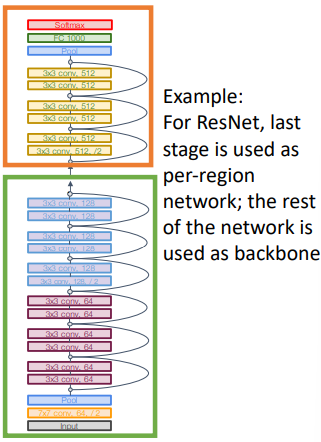 Softmax
FC 1000
Pool
3x3 conv, 512
3x3 conv, 512
3x3 conv, 512
3x3 conv, 512
3x3 conv, 512
3x3 conv, 512, /2
Example:
For ResNet, last
stage is used as
per-region
network; the rest
of the network is
used as backbone
3x3 conv, 128
3x3 conv, 128
3x3 conv, 128
3x3 conv, 128
3x3 conv, 128
3x3 conv, 128, / 2
3x3 conv, 64
3x3 conv, 64
3x3 conv, 64
3x3 conv, 64
3x3 conv, 64
3x3 conv, 64
Pool
7x7 conv, 64, / 2
Input